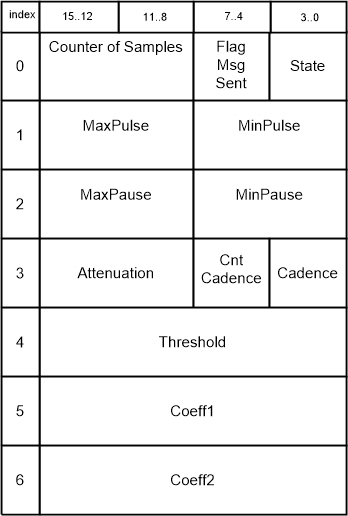 index 15..12 11..8 7..4 3..0
0 Counter of Samples Flag State
Msg
Sent
1 MaxPulse MinPulse
2 MaxPause MinPause
3 Attenuation Cnt Cadence
Cadence
4 Threshold
5 Coeff1
6 Coeff2